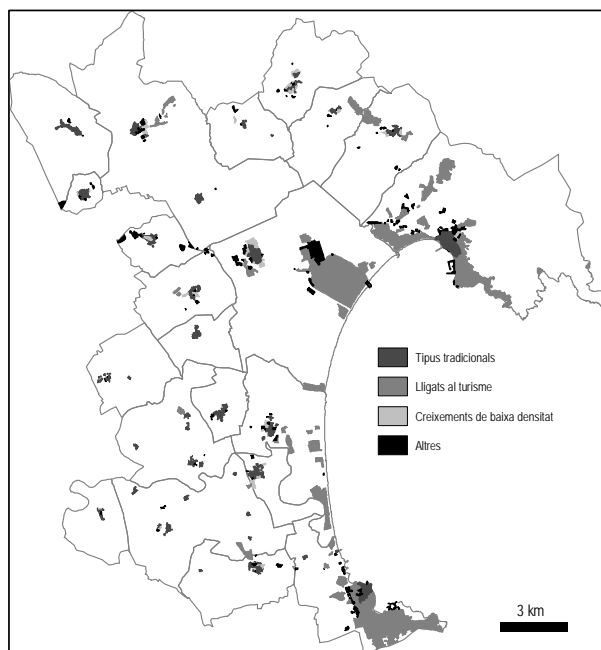 Tipus tradicionals
Lligats al turisme
Creixements de baixa densitat
Altres
3 km